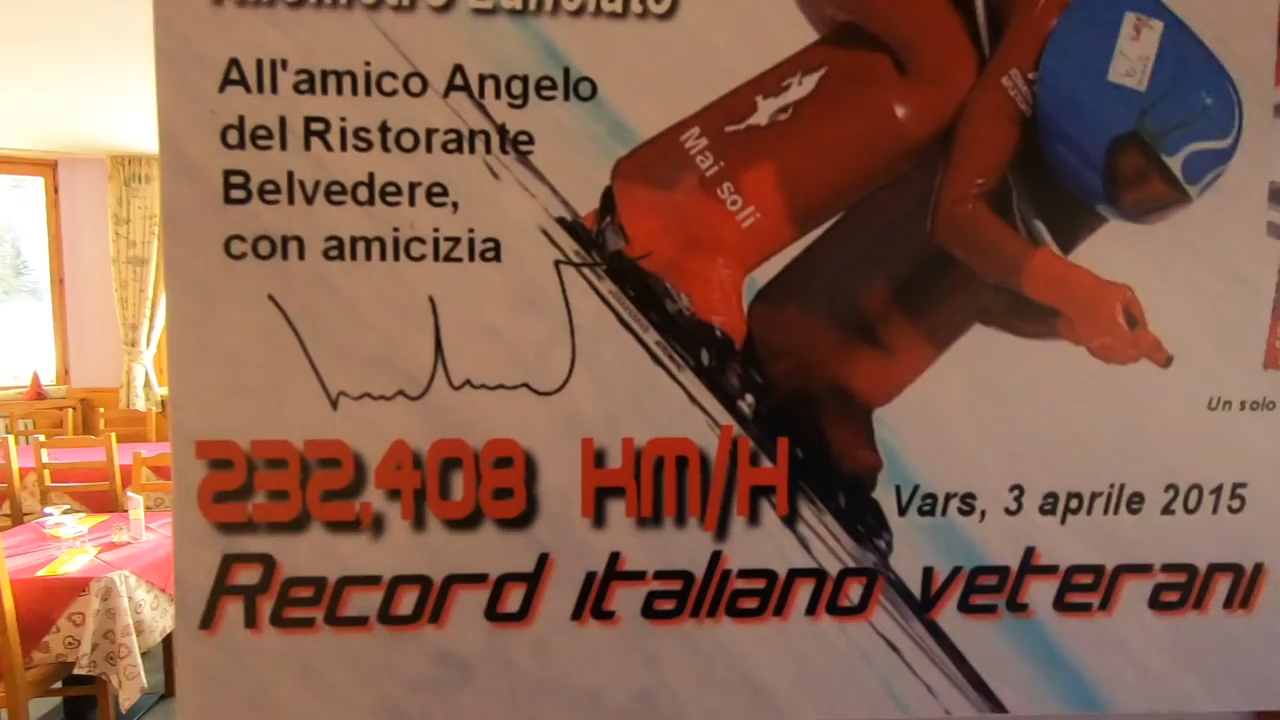 Lanciato
All'amico Angelo
del Ristorante
Belvedere,
con amicizia
Mai soli
Un solo
232,408 KM/H
Vars, 3 aprile 2015
Record italiano veterani